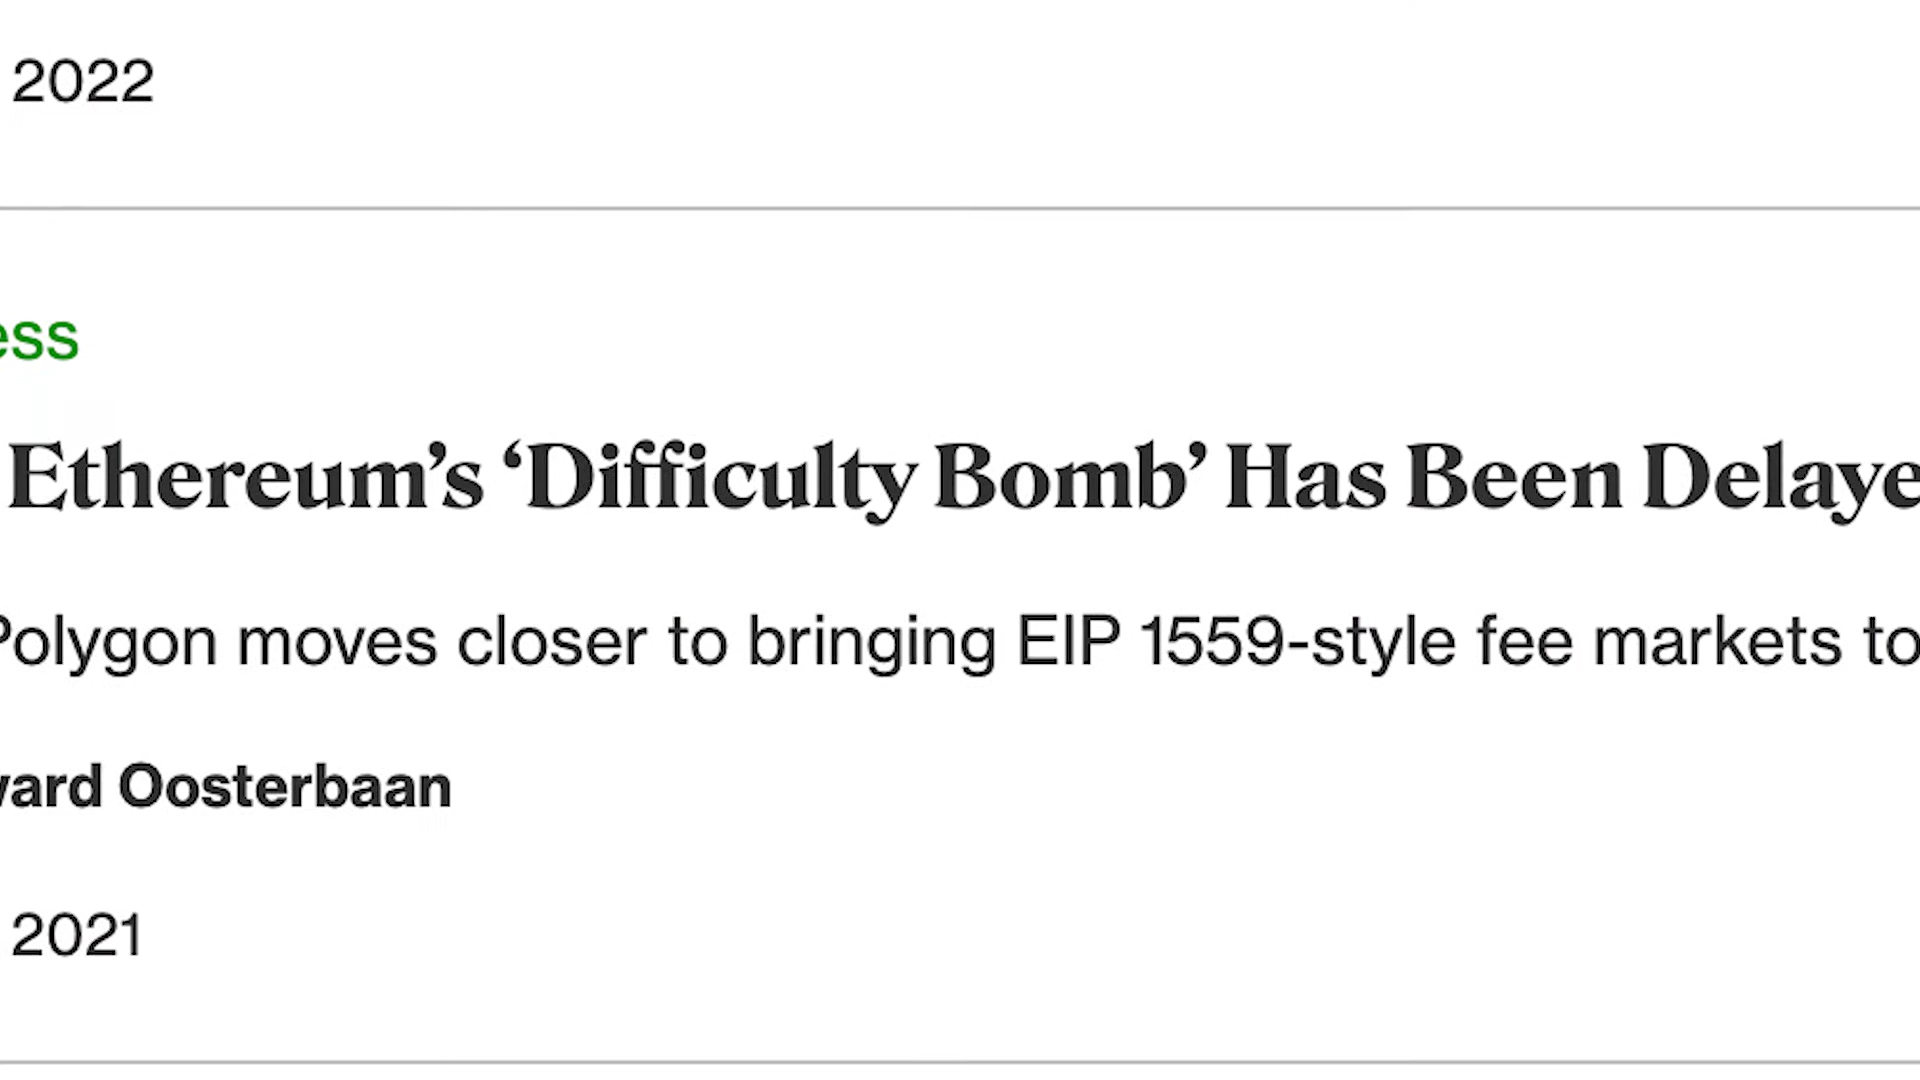 2022
ess
Ethereum’s ‘Difficulty Bomb’ Has Been Delaye
Polygon moves closer to bringing EIP 1559-style fee markets to
ward Oosterbaan
2021